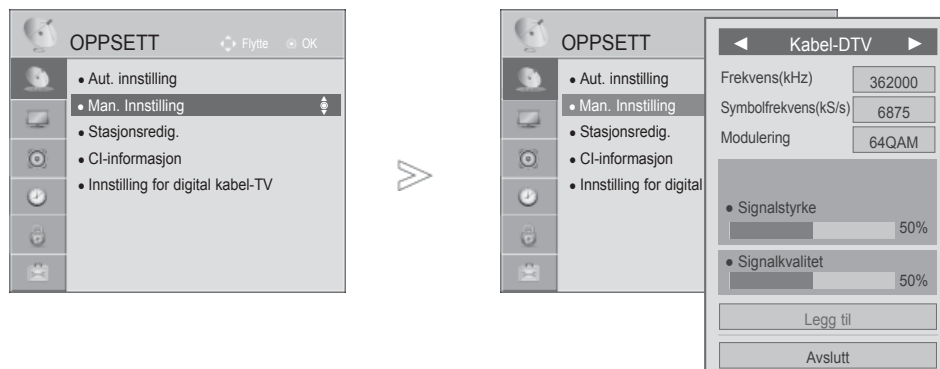 OPPSETT Flytte OK
● Aut. innstilling
● Man. Innstilling
● Stasjonsredig.
● CI-informasjon
● Innstilling for digital kabel-TV
OPPSETT
● Aut. innstilling
● Man. Innstilling
● Stasjonsredig.
● CI-informasjon
● Innstilling for digital
◄ Kabel-DTV ►
Frekvens(kHz) 362000
Symbolfrekvens(kS/s) 6875
Modulering 64QAM
● Signalstyrke
50%
● Signalkvalitet
50%
Legg til
Avslutt